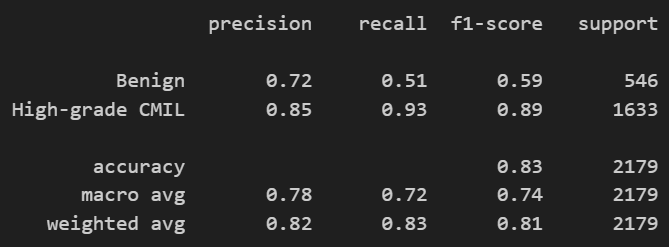 precision recall f1-score support
Benign 0.72 0.51 0.59 546
High-grade CMIL 0.85 0.93 0.89 1633
accuracy 0.83 2179
macro avg 0.78 0.72 0.74 2179
weighted avg 0.82 0.83 0.81 2179